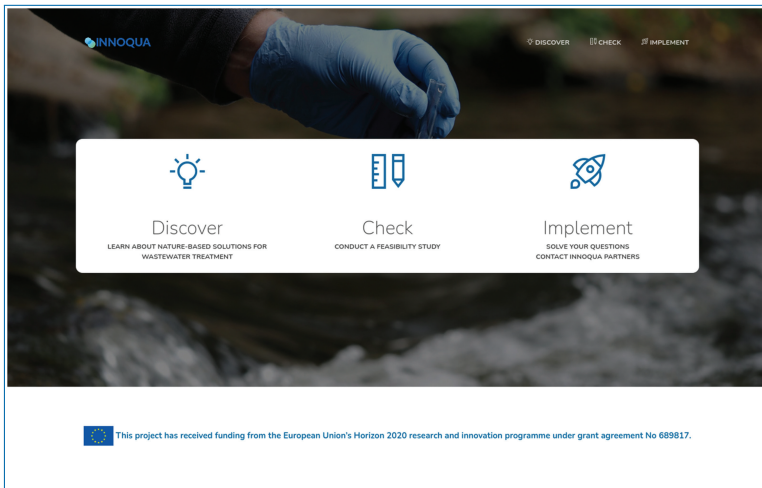 INNOQUA
DISCOVER
CHECK
IMPLEMENT
Discover
LEARN ABOUT NATURE-BASED SOLUTIONS FOR
WASTEWATER TREATMENT
Check
CONDUCT A FEASIBILITY STUDY
Implement
SOLVE YOUR QUESTIONS
CONTACT INNOQUA PARTNERS
This project has received funding from the European Union's Horizon 2020 research and innovation programme under grant agreement No 689817.